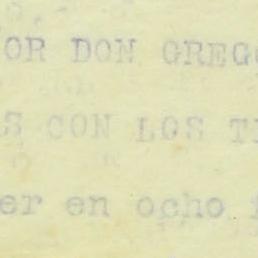 OR DON GREG
S CON LOS T
er en ocho